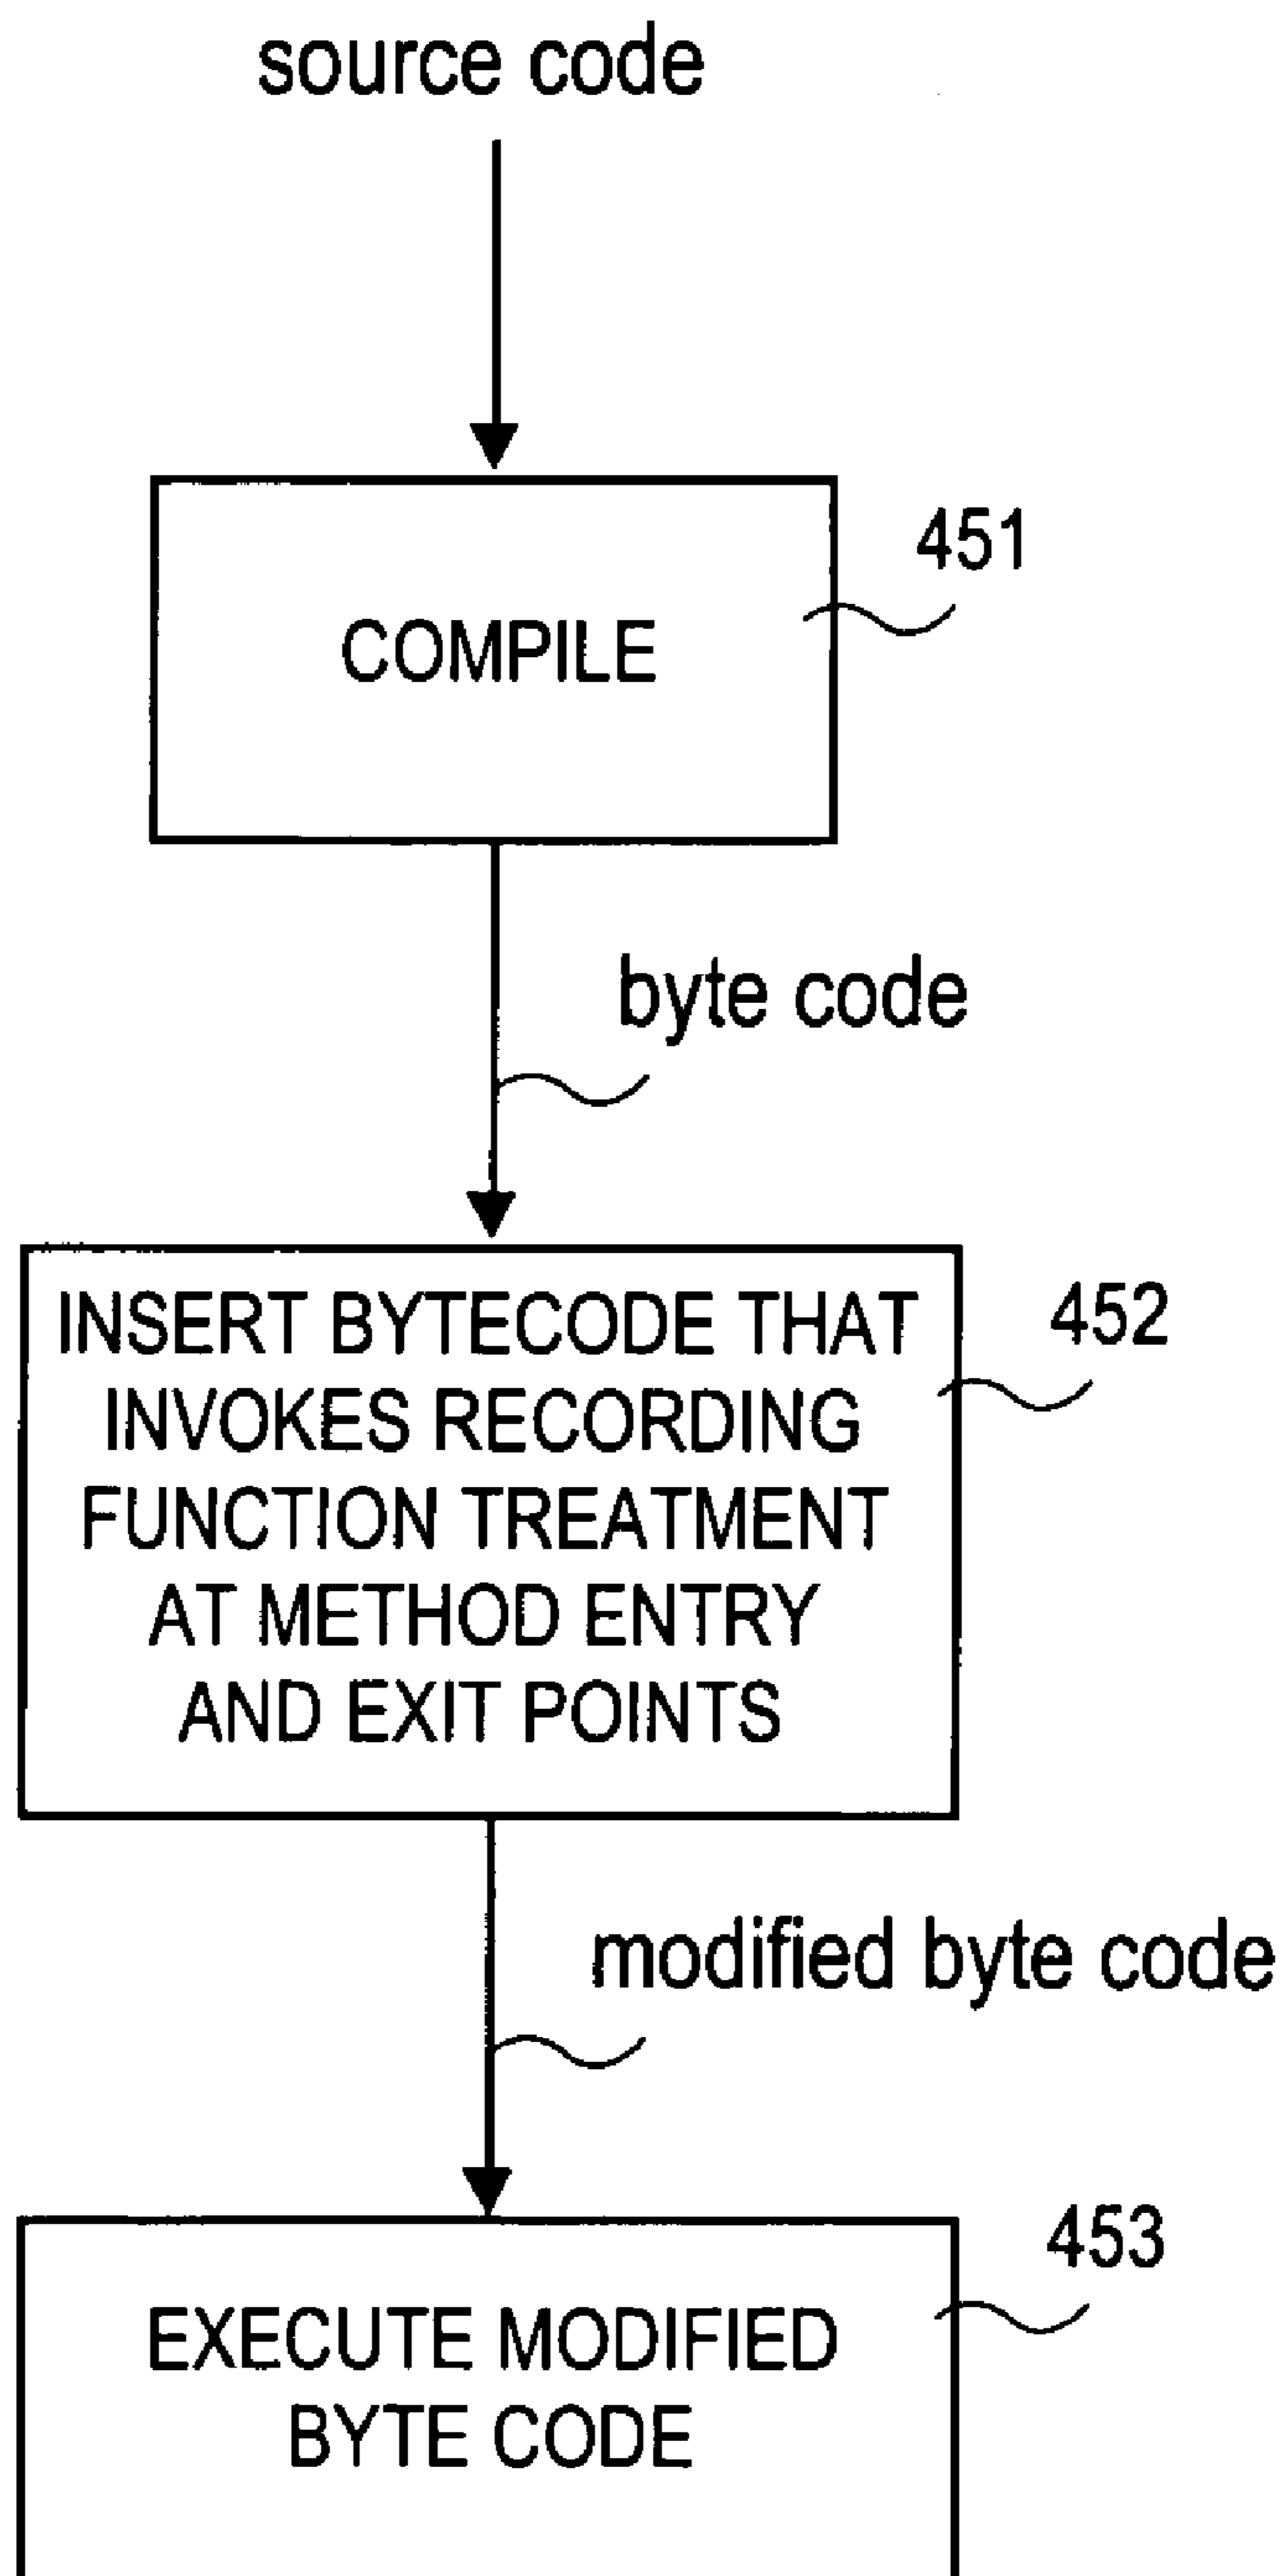 source code
451
COMPILE
byte code
452
INSERT BYTECODE THAT
INVOKES RECORDING
FUNCTION TREATMENT
AT METHOD ENTRY
AND EXIT POINTS
modified byte code
453
EXECUTE MODIFIED
BYTE CODE